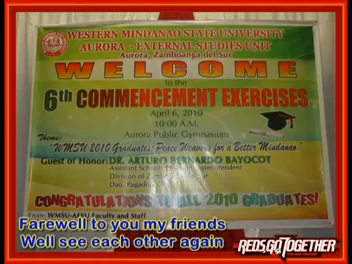 WESTERN MINDANAO STATE UNIVERSITY
AURORA - EXTERNAL STUDIES UNIT
Aurora, Zamboanga del Sur
WELCOME
to the
6th COMMENCEMENT EXERCISES
April 6, 2010
10:00 A.M.
Aurora Public Gymnasium
Theme:
"WMSU 2010 Graduates: Peace Weavers for a Better Mindanao"
Guest of Honor: DR. ARTURO BERNARDO BAYOCOT
Assistant Schools Division Superintendent
Division of Zamboanga del Sur
Dao, Pagadian
CONGRATULATIONS TO ALL 2010 GRADUATES!
From: WMSU-AESU Faculty and Staff
Farewell to you my friends
Well see each other again
REDSGOTOGETHER